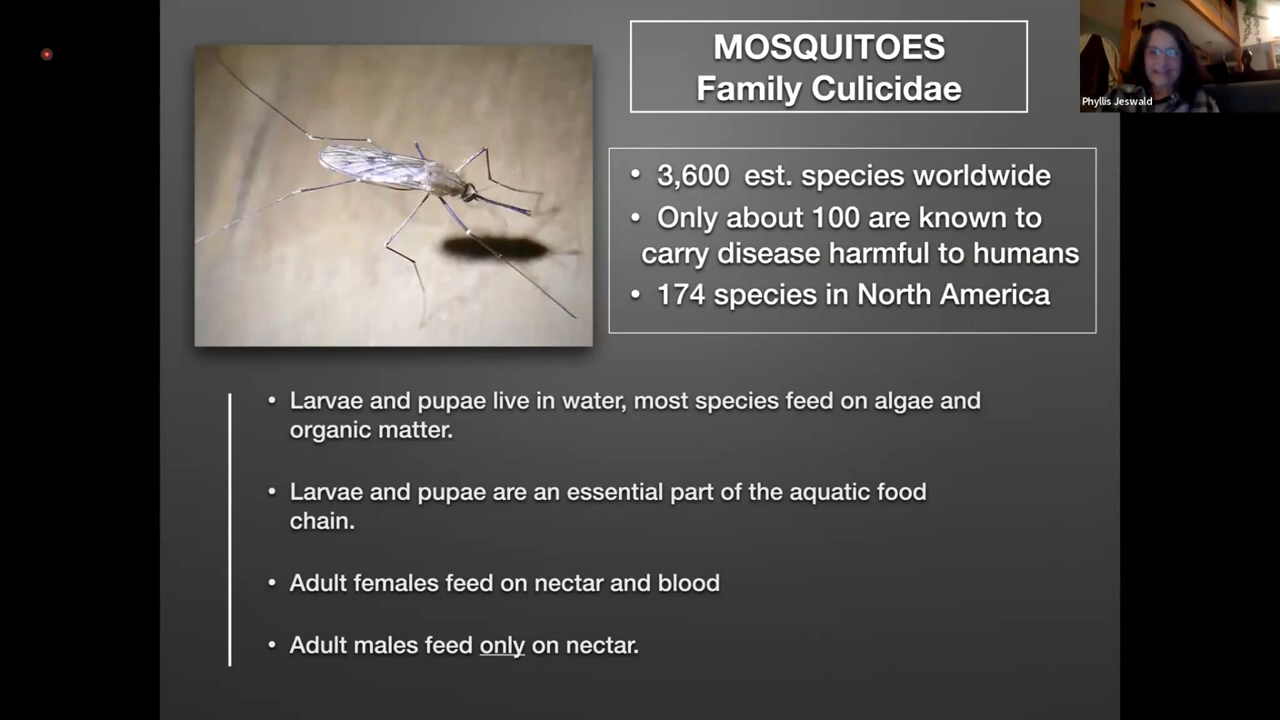 MOSQUITOES
Family Culicidae
Phyllis Jeswald
• 3,600 est. species worldwide
• Only about 100 are known to
carry disease harmful to humans
• 174 species in North America
• Larvae and pupae live in water, most species feed on algae and
organic matter.
• Larvae and pupae are an essential part of the aquatic food
chain.
• Adult females feed on nectar and blood
• Adult males feed only on nectar.